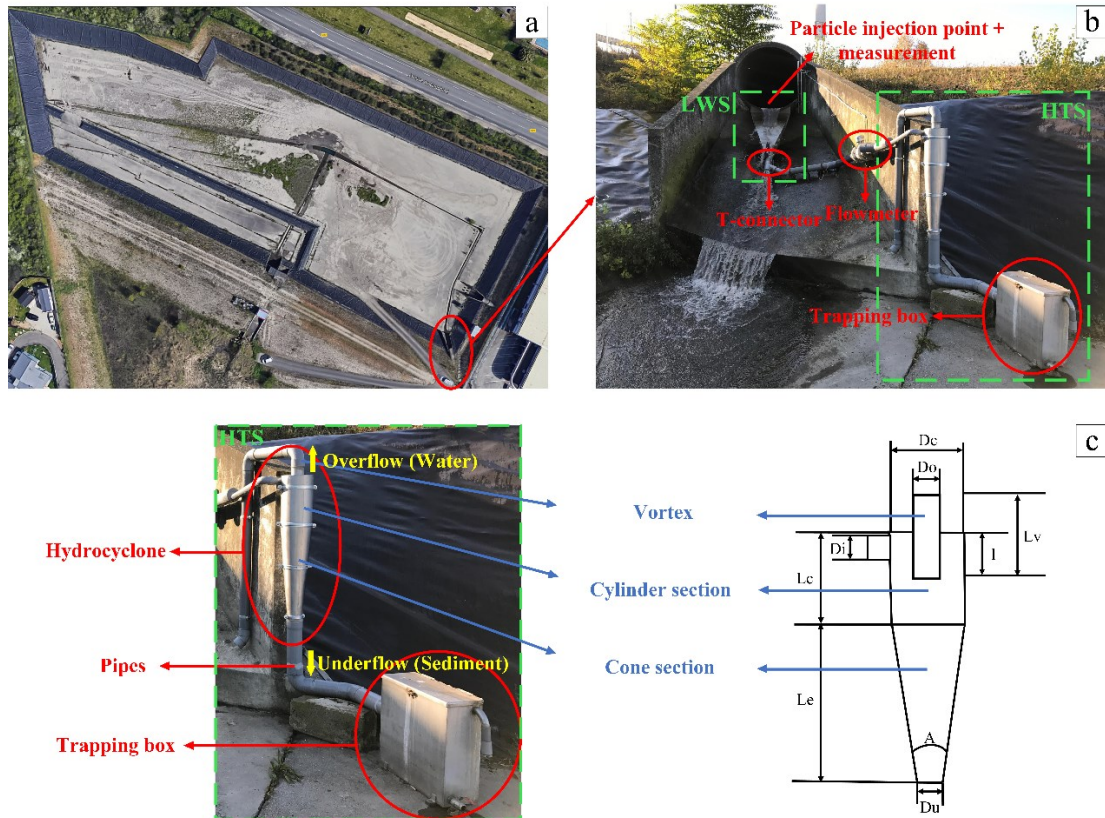 a
b
Particle injection point +
measurement
LWS
HTS
T-connector
Flowmeter
Trapping box
HTS
Overflow (Water)
Hydrocyclone
Underflow (Sediment)
Pipes
Trapping box
c
Dc
Do
Vortex
Lv
Di
l
Lc
Cylinder section
Cone section
Le
A
Du